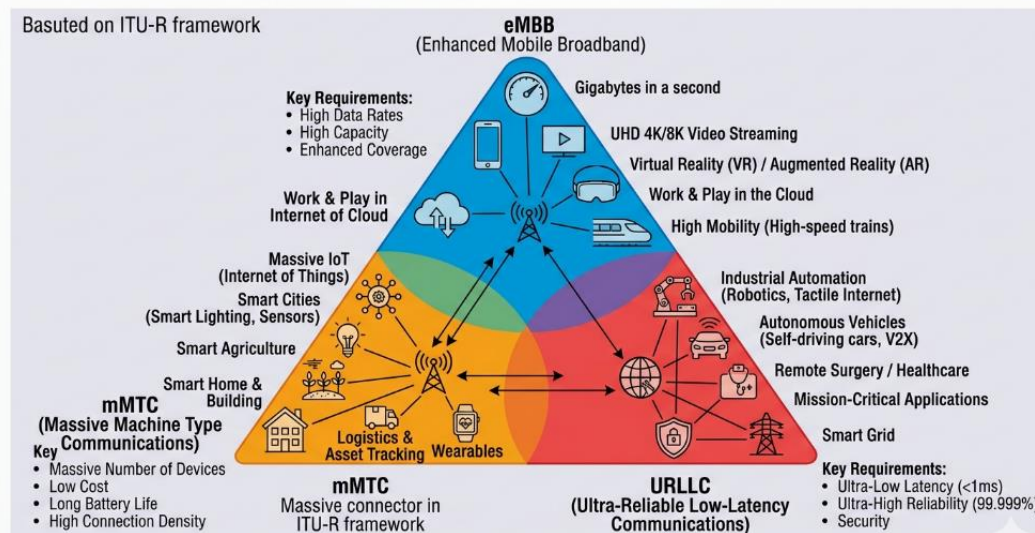 Basuted on ITU-R framework
eMBB
(Enhanced Mobile Broadband)
Key Requirements:
• High Data Rates
• High Capacity
• Enhanced Coverage
Gigabytes in a second
UHD 4K/8K Video Streaming
Virtual Reality (VR) / Augmented Reality (AR)
Work & Play in the Cloud
High Mobility (High-speed trains)
Work & Play in
Internet of Cloud
Massive IoT
(Internet of Things)
Smart Cities
(Smart Lighting, Sensors)
Smart Agriculture
Smart Home &
Building
Logistics &
Asset Tracking
Wearables
Industrial Automation
(Robotics, Tactile Internet)
Autonomous Vehicles
(Self-driving cars, V2X)
Remote Surgery / Healthcare
Mission-Critical Applications
Smart Grid
mMTC
(Massive Machine Type
Communications)
Key
• Massive Number of Devices
• Low Cost
• Long Battery Life
• High Connection Density
mMTC
Massive connector in
ITU-R framework
URLLC
(Ultra-Reliable Low-Latency
Communications)
Key Requirements:
• Ultra-Low Latency (<1ms)
• Ultra-High Reliability (99.999%)
• Security